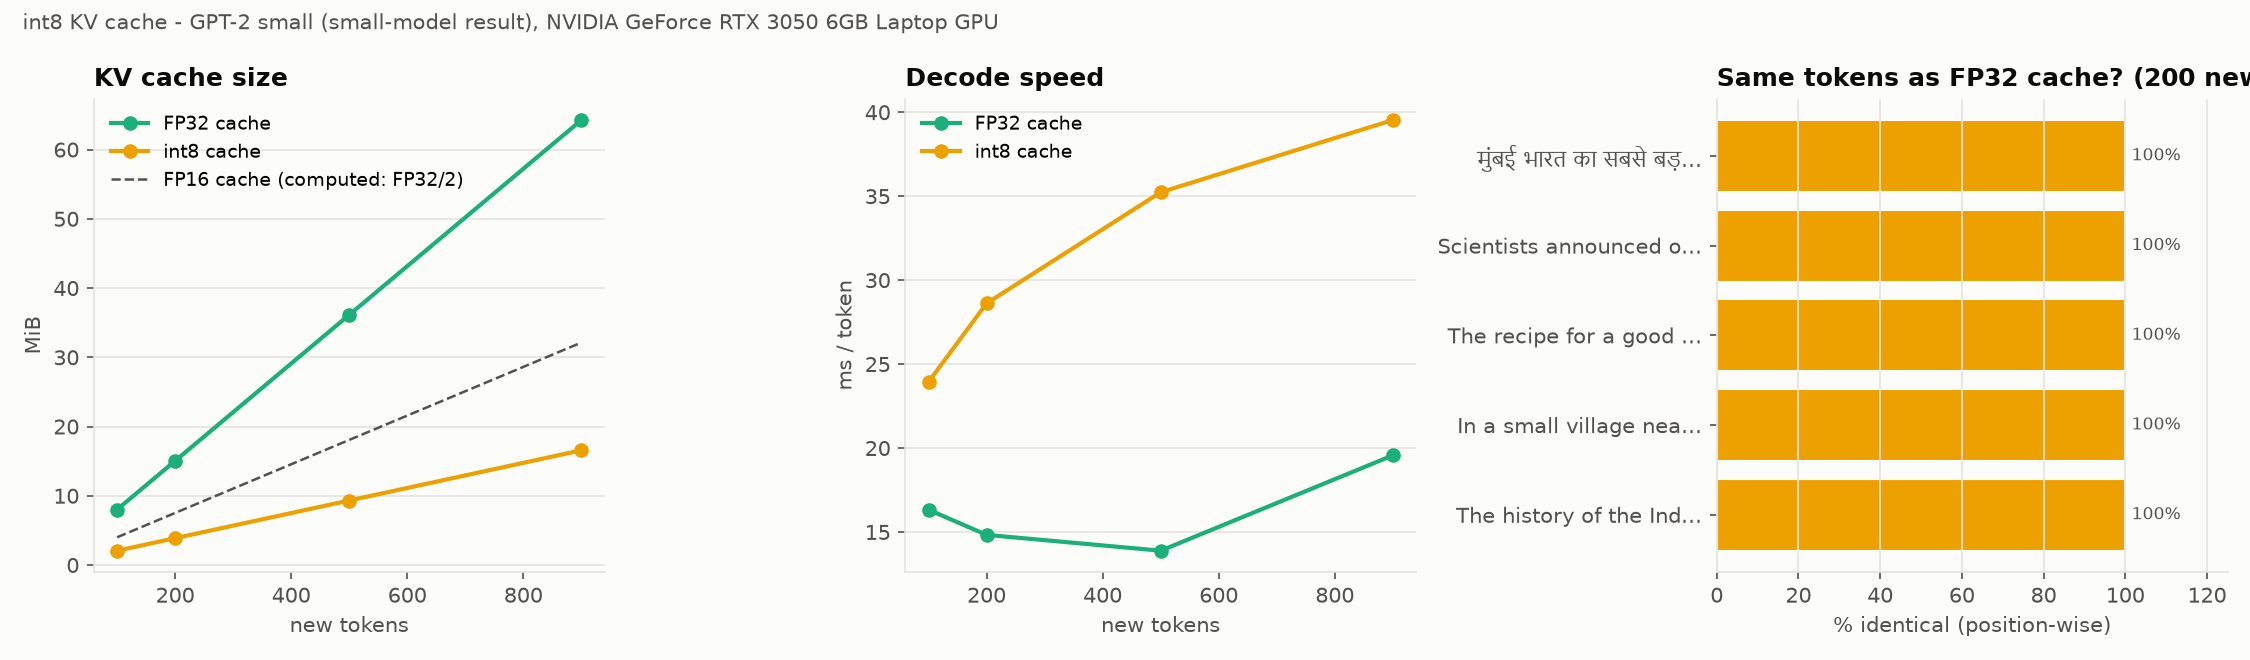 int8 KV cache - GPT-2 small (small-model result), NVIDIA GeForce RTX 3050 6GB Laptop GPU
KV cache size
FP32 cache
int8 cache
FP16 cache (computed: FP32/2)
60
50
40
30
20
10
0
MiB
200 400 600 800
new tokens
Decode speed
FP32 cache
int8 cache
40
35
30
25
20
15
ms / token
200 400 600 800
new tokens
Same tokens as FP32 cache? (200 new
मुंबई भारत का सबसे बड़... 100%
Scientists announced o... 100%
The recipe for a good ... 100%
In a small village nea... 100%
The history of the Ind... 100%
0 20 40 60 80 100 120
% identical (position-wise)